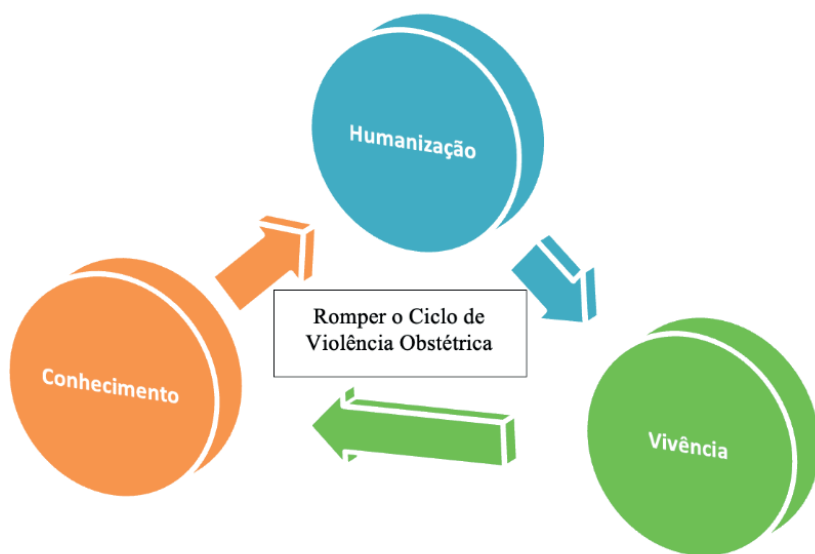 Humanização
Romper o Ciclo de
Violência Obstétrica
Conhecimento
Vivência